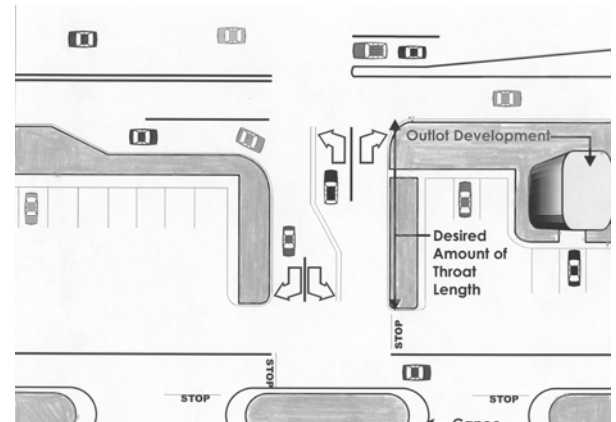 Outlot Development
Desired
Amount of
Throat
Length
STOP
STOP
STOP
STOP